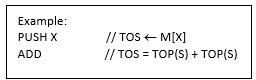 Example:
PUSH X // TOS ← M[X]
ADD // TOS = TOP(S) + TOP(S)